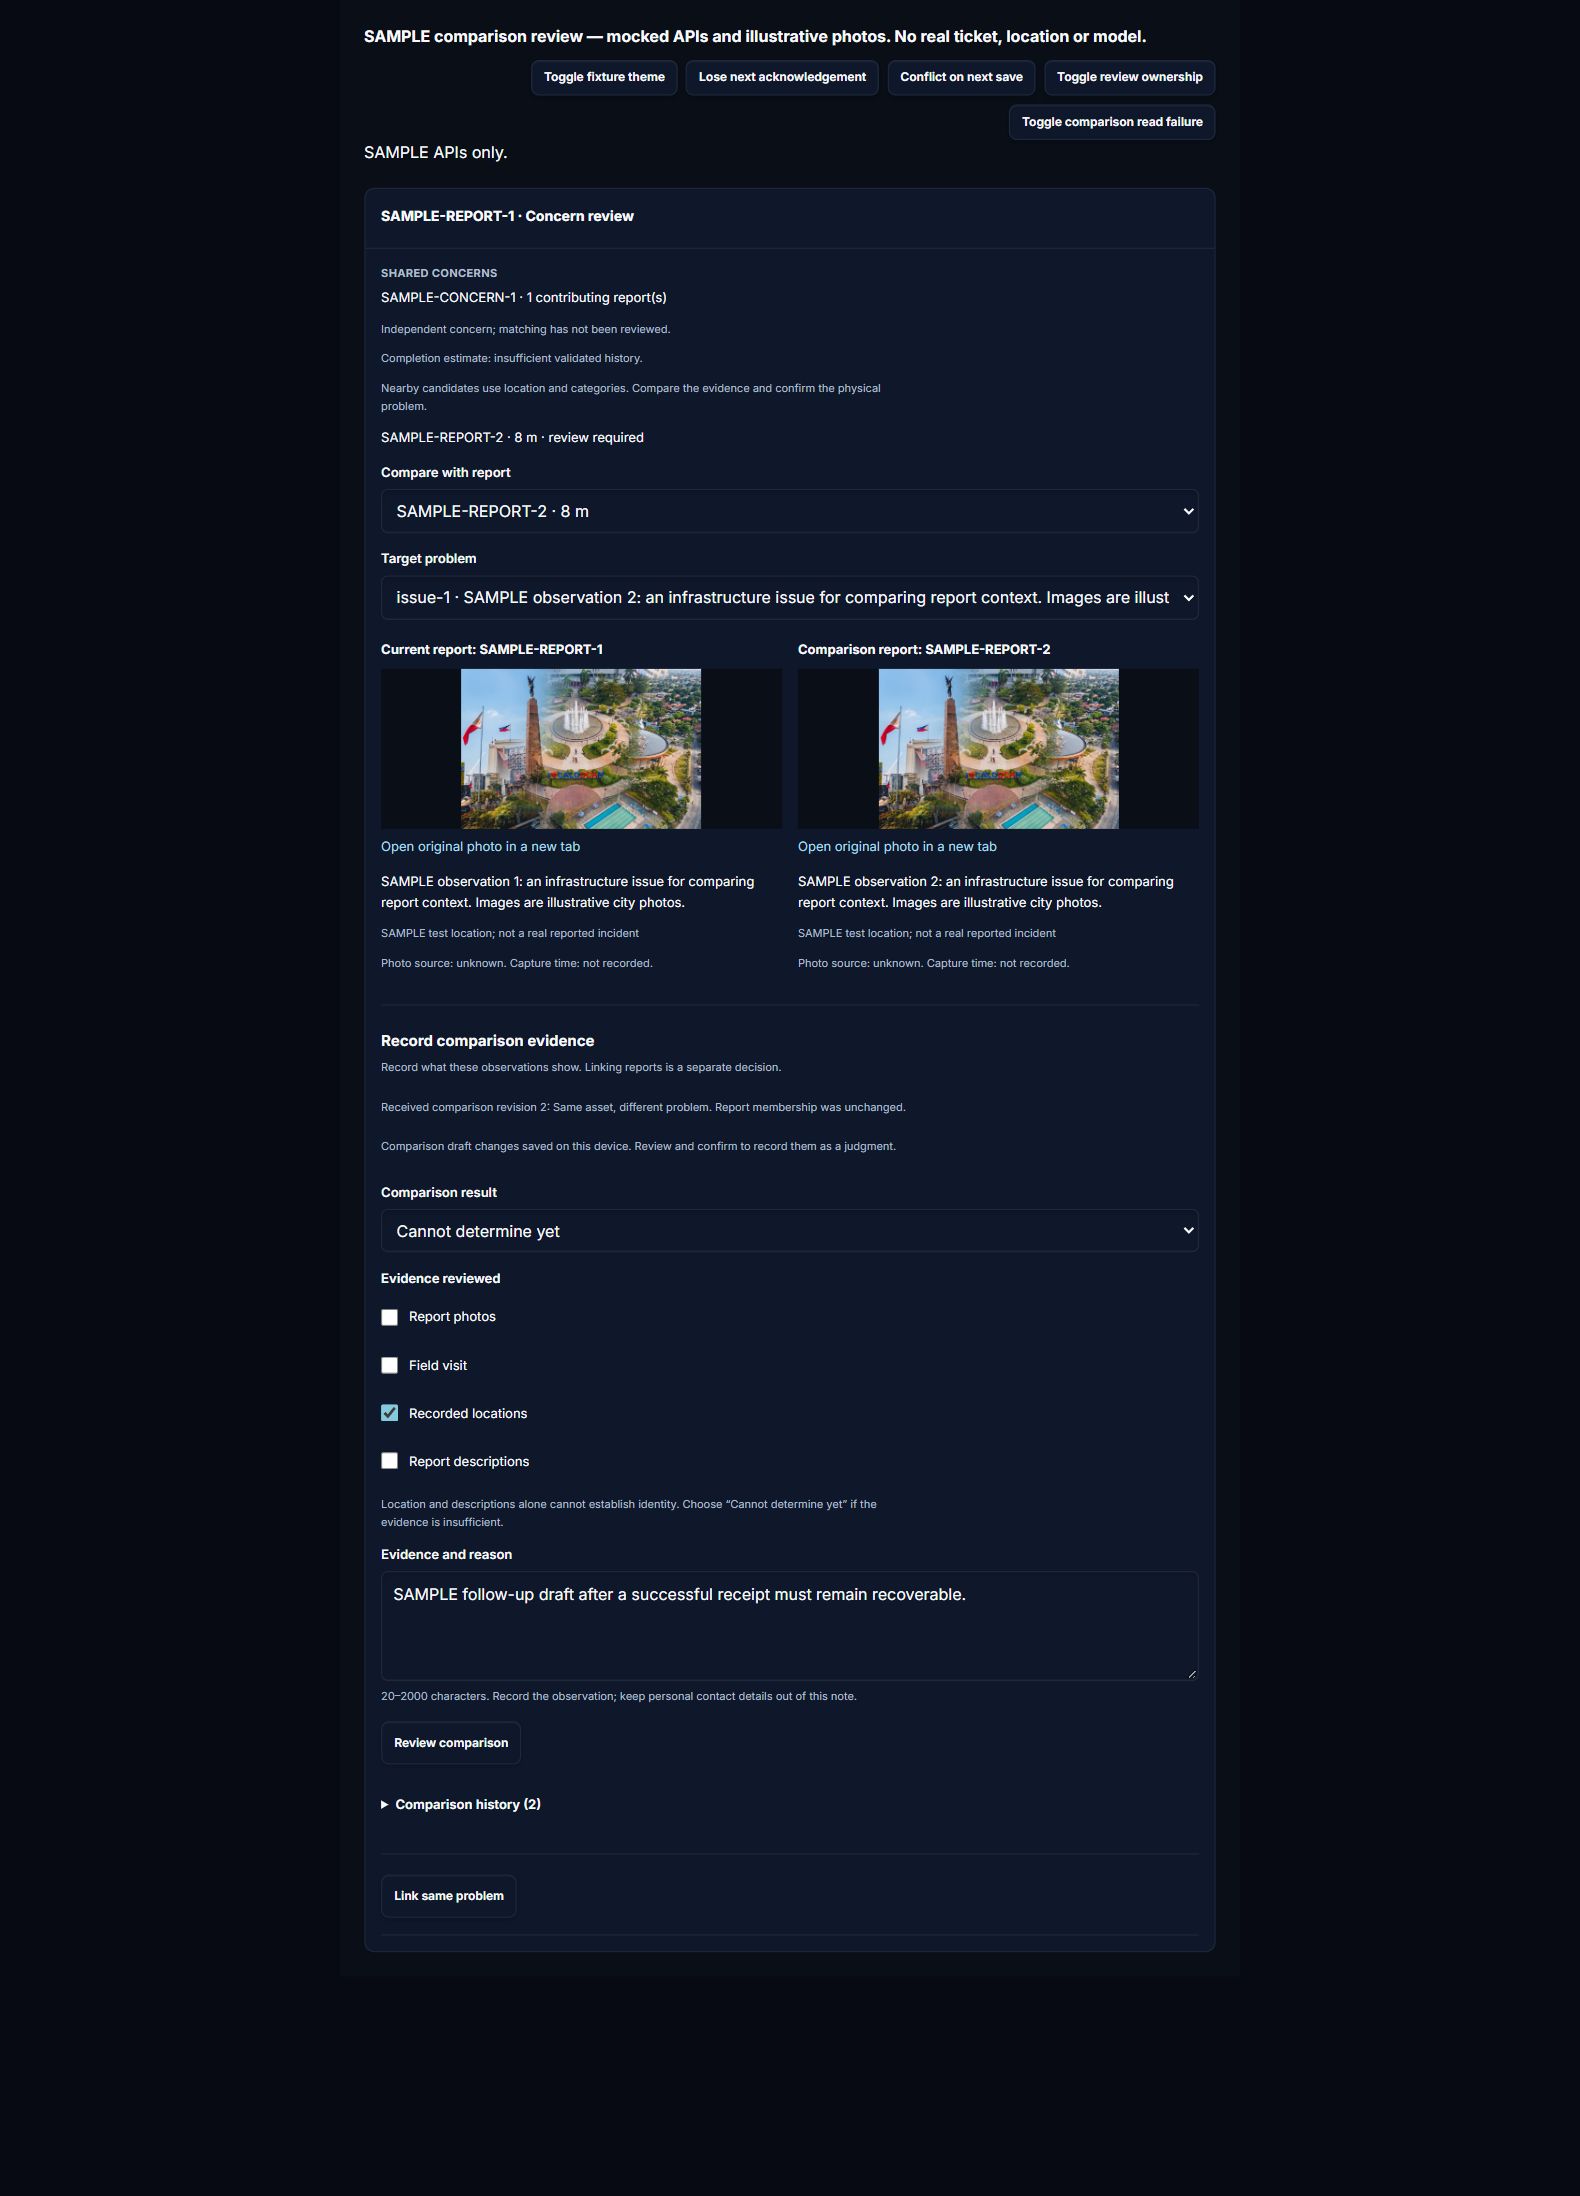 SAMPLE comparison review — mocked APIs and illustrative photos. No real ticket, location or model.
Toggle fixture theme
Lose next acknowledgement
Conflict on next save
Toggle review ownership
Toggle comparison read failure
SAMPLE APIs only.
SAMPLE-REPORT-1 · Concern review
SHARED CONCERNS
SAMPLE-CONCERN-1 · 1 contributing report(s)
Independent concern; matching has not been reviewed.
Completion estimate: insufficient validated history.
Nearby candidates use location and categories. Compare the evidence and confirm the physical
problem.
SAMPLE-REPORT-2 · 8 m · review required
Compare with report
SAMPLE-REPORT-2 · 8 m
Target problem
issue-1 · SAMPLE observation 2: an infrastructure issue for comparing report context. Images are illust
Current report: SAMPLE-REPORT-1
Comparison report: SAMPLE-REPORT-2
Open original photo in a new tab
Open original photo in a new tab
SAMPLE observation 1: an infrastructure issue for comparing
report context. Images are illustrative city photos.
SAMPLE observation 2: an infrastructure issue for comparing
report context. Images are illustrative city photos.
SAMPLE test location; not a real reported incident
SAMPLE test location; not a real reported incident
Photo source: unknown. Capture time: not recorded.
Photo source: unknown. Capture time: not recorded.
Record comparison evidence
Record what these observations show. Linking reports is a separate decision.
Received comparison revision 2: Same asset, different problem. Report membership was unchanged.
Comparison draft changes saved on this device. Review and confirm to record them as a judgment.
Comparison result
Cannot determine yet
Evidence reviewed
Report photos
Field visit
Recorded locations
Report descriptions
Location and descriptions alone cannot establish identity. Choose “Cannot determine yet” if the
evidence is insufficient.
Evidence and reason
SAMPLE follow-up draft after a successful receipt must remain recoverable.
20–2000 characters. Record the observation; keep personal contact details out of this note.
Review comparison
Comparison history (2)
Link same problem